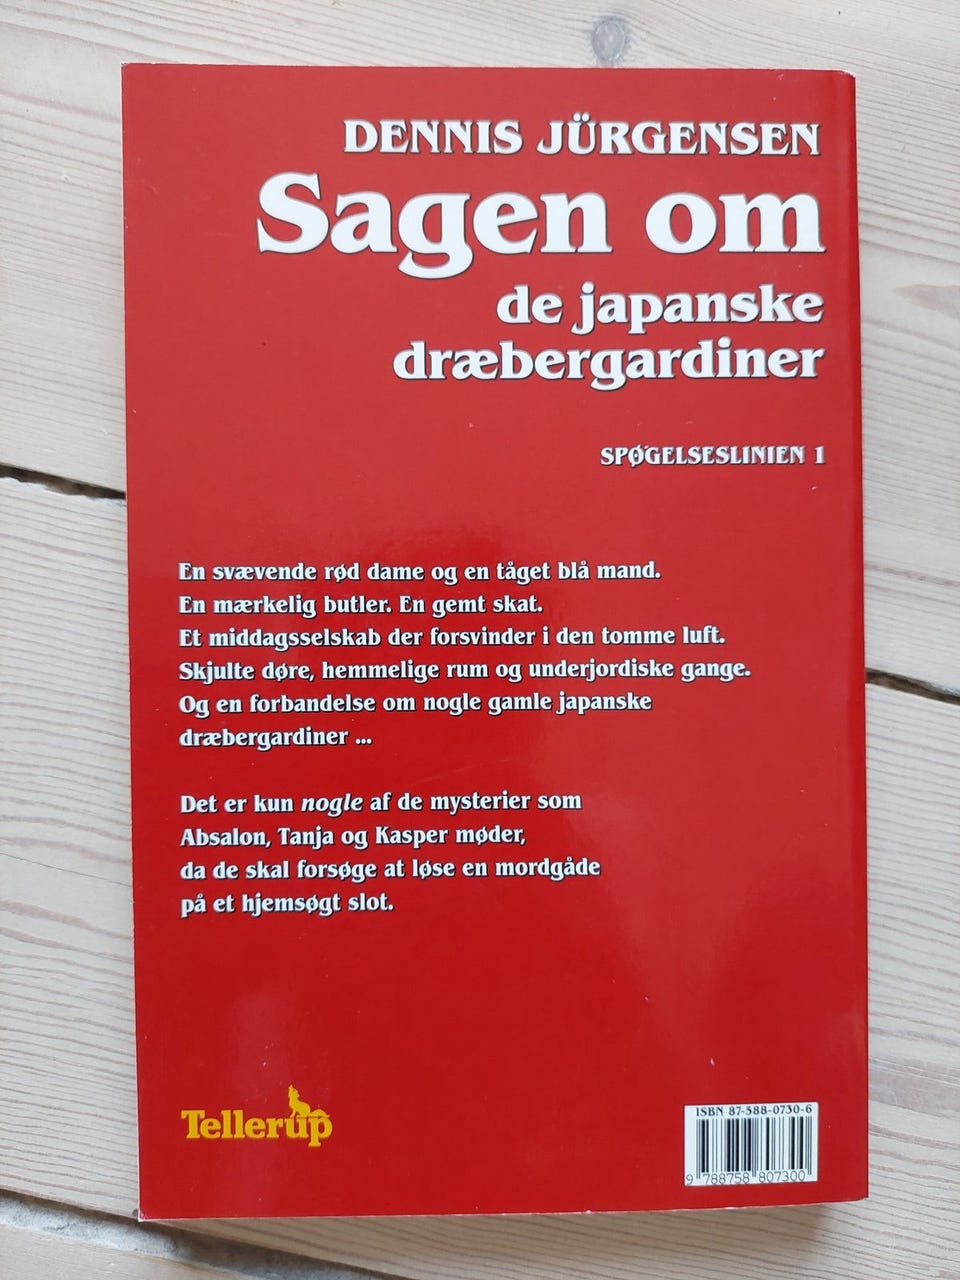 DENNIS JÜRGENSEN
Sagen om
de japanske
dræbergardiner
SPØGELSESLINIEN 1
En svævende rød dame og en tåget blå mand.
En mærkelig butler. En gemt skat.
Et middagsselskab der forsvinder i den tomme luft.
Skjulte døre, hemmelige rum og underjordiske gange.
Og en forbandelse om nogle gamle japanske
dræbergardiner ...
Det er kun nogle af de mysterier som
Absalon, Tanja og Kasper møder,
da de skal forsøge at løse en mordgåde
på et hjemsøgt slot.
Tellerup
ISBN 87-588-0730-6
9 788758 807300